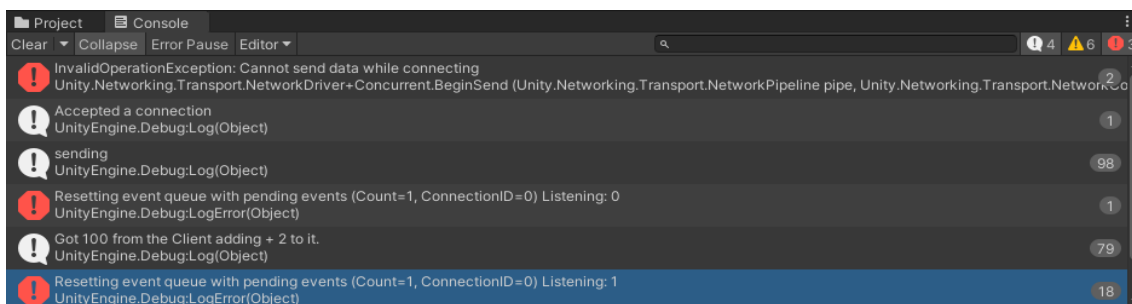 Project Console
Clear Collapse Error Pause Editor 4 6
InvalidOperationException: Cannot send data while connecting
Unity.Networking.Transport.NetworkDriver+Concurrent.BeginSend (Unity.Networking.Transport.NetworkPipeline pipe, Unity.Networking.Transport.NetworkCo 2
Accepted a connection
UnityEngine.Debug:Log(Object) 1
sending
UnityEngine.Debug:Log(Object) 98
Resetting event queue with pending events (Count=1, ConnectionID=0) Listening: 0
UnityEngine.Debug:LogError(Object) 1
Got 100 from the Client adding + 2 to it.
UnityEngine.Debug:Log(Object) 79
Resetting event queue with pending events (Count=1, ConnectionID=0) Listening: 1
UnityEngine.Debug:LogError(Object) 18